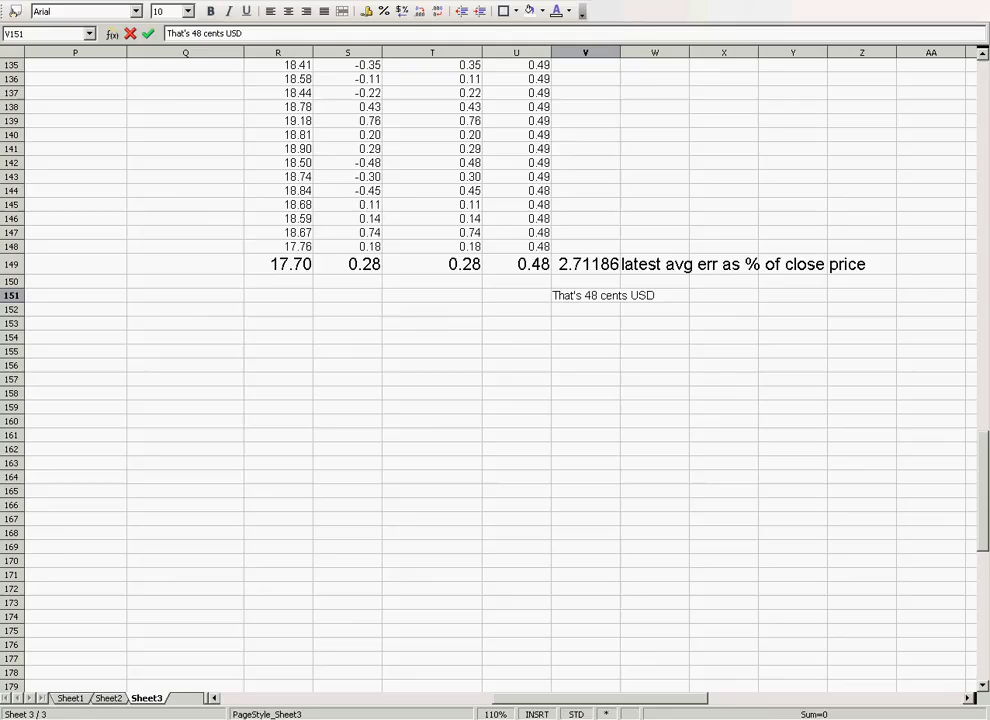 Arial 10 B I U
V151 f(x) That's 48 cents USD
P Q R S T U V W X Y Z AA
135 18.41 -0.35 0.35 0.49
136 18.58 -0.11 0.11 0.49
137 18.44 -0.22 0.22 0.49
138 18.78 0.43 0.43 0.49
139 19.18 0.76 0.76 0.49
140 18.81 0.20 0.20 0.49
141 18.90 0.29 0.29 0.49
142 18.50 -0.48 0.48 0.49
143 18.74 -0.30 0.30 0.49
144 18.84 -0.45 0.45 0.48
145 18.68 0.11 0.11 0.48
146 18.59 0.14 0.14 0.48
147 18.67 0.74 0.74 0.48
148 17.76 0.18 0.18 0.48
149 17.70 0.28 0.28 0.48 2.71186 latest avg err as % of close price
150
151 That's 48 cents USD
152
153
154
155
156
157
158
159
160
161
162
163
164
165
166
167
168
169
170
171
172
173
174
175
176
177
178
179
Sheet1 Sheet2 Sheet3
Sheet 3 / 3 PageStyle_Sheet3 110% INSRT STD * Sum=0